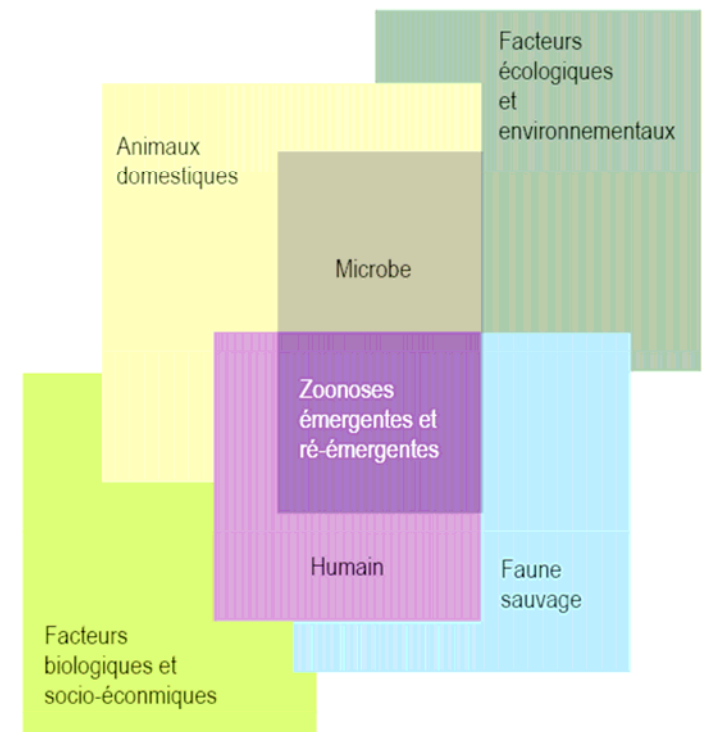 Facteurs
écologiques
et
environnementaux
Animaux
domestiques
Microbe
Zoonoses
émergentes et
ré-émergentes
Humain
Faune
sauvage
Facteurs
biologiques et
socio-éconmiques